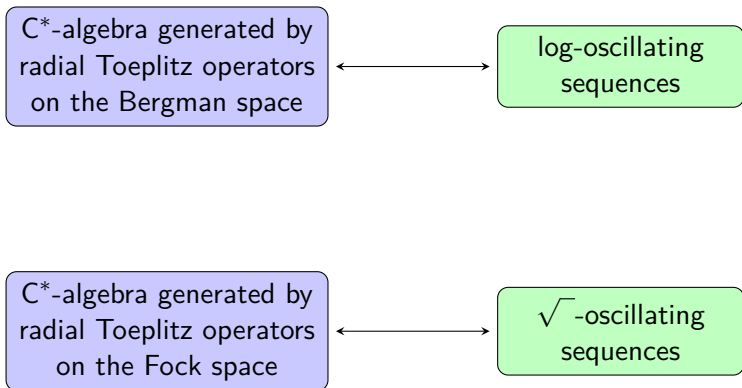 C*-algebra generated by
radial Toeplitz operators
on the Bergman space
log-oscillating
sequences
C*-algebra generated by
radial Toeplitz operators
on the Fock space
√-oscillating
sequences